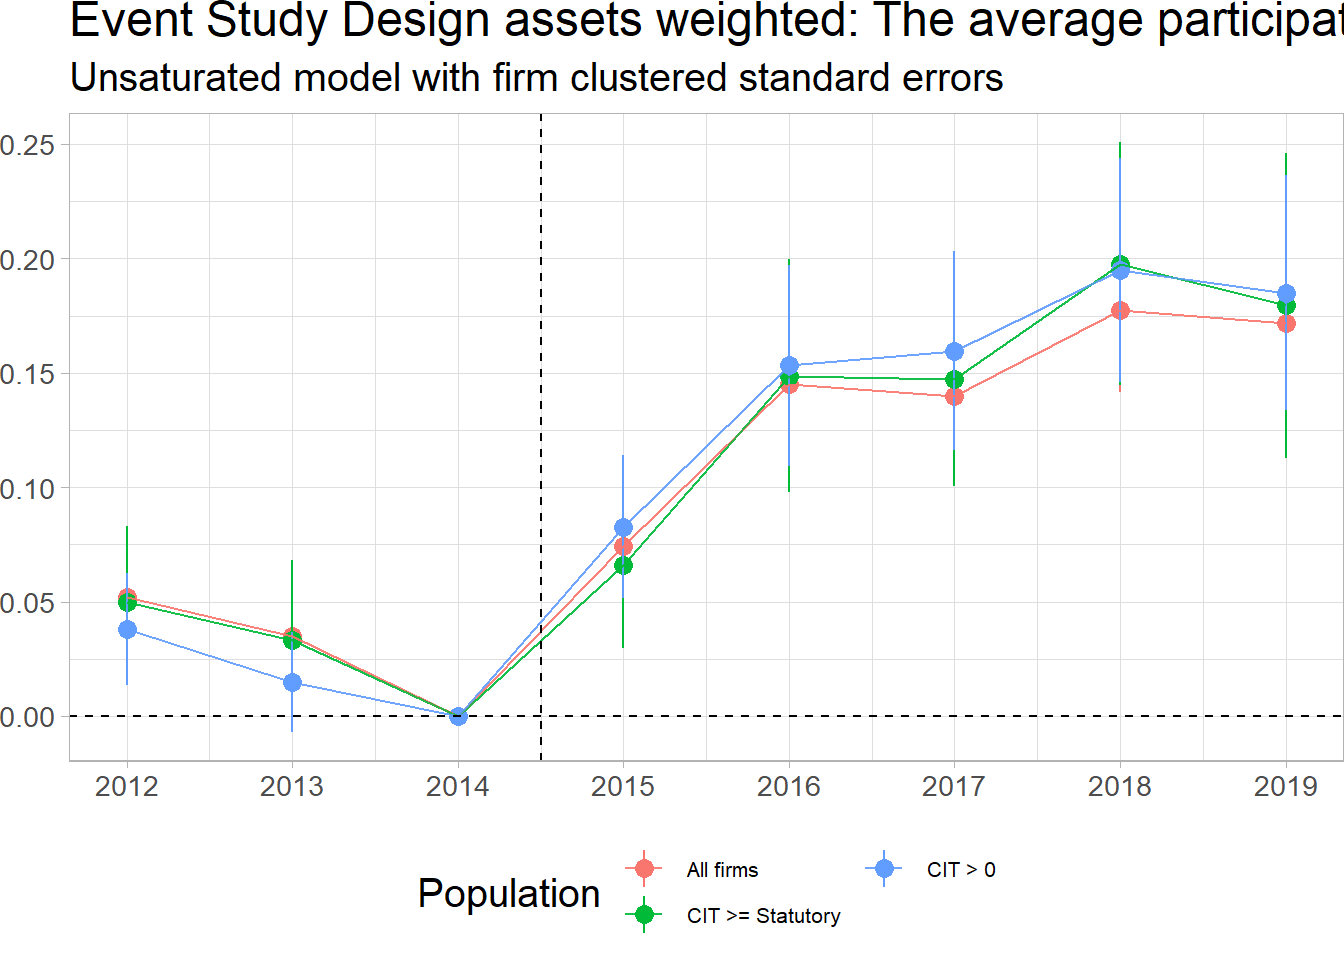 Event Study Design assets weighted: The average participat
Unsaturated model with firm clustered standard errors
0.25
0.20
0.15
0.10
0.05
0.00
2012 2013 2014 2015 2016 2017 2018 2019
Population
All firms
CIT > 0
CIT >= Statutory